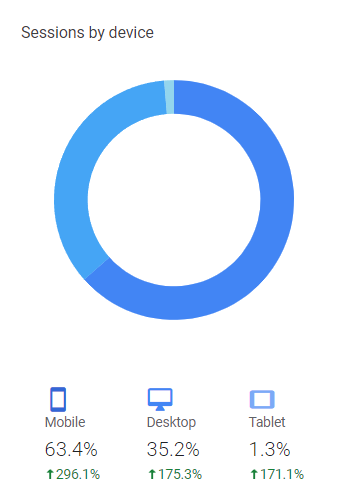 Sessions by device
Mobile Desktop Tablet
63.4% 35.2% 1.3%
↑296.1% ↑175.3% ↑171.1%